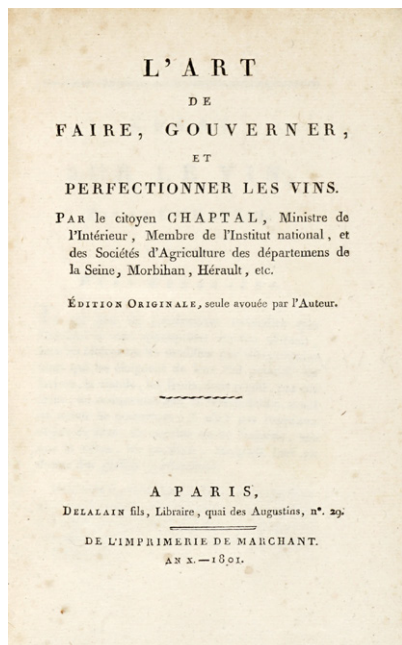 L'ART
DE
FAIRE, GOUVERNER,
ET
PERFECTIONNER LES VINS.
PAR le citoyen CHAPTAL, Ministre de
l'Intérieur, Membre de l'Institut national, et
des Sociétés d'Agriculture des départemens de
la Seine, Morbihan, Hérault, etc.
ÉDITION ORIGINALE, seule avouée par l'Auteur.
A PARIS,
DELALAIN fils, Libraire, quai des Augustins, n°. 29.
DE L'IMPRIMERIE DE MARCHANT.
AN X.—1801.